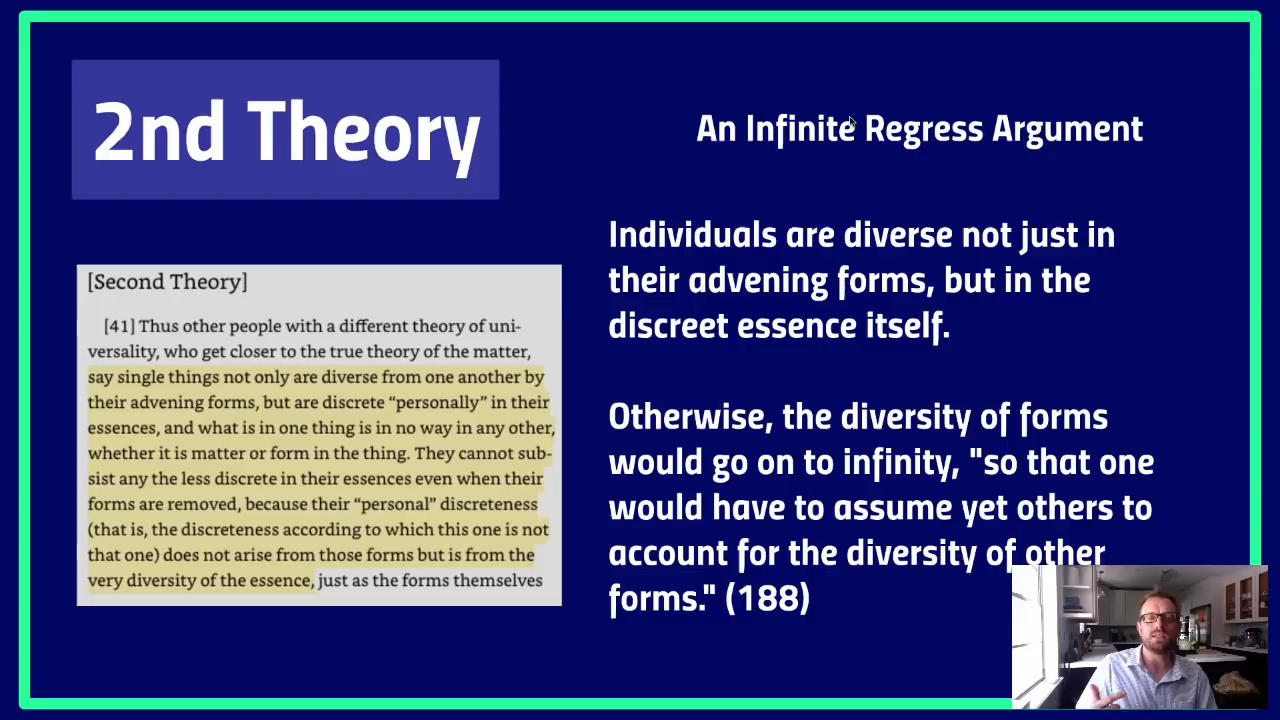 2nd Theory
[Second Theory]
[41] Thus other people with a different theory of uni-
versality, who get closer to the true theory of the matter,
say single things not only are diverse from one another by
their advening forms, but are discrete “personally” in their
essences, and what is in one thing is in no way in any other,
whether it is matter or form in the thing. They cannot sub-
sist any the less discrete in their essences even when their
forms are removed, because their “personal” discreteness
(that is, the discreteness according to which this one is not
that one) does not arise from those forms but is from the
very diversity of the essence, just as the forms themselves
An Infinite Regress Argument
Individuals are diverse not just in
their advening forms, but in the
discreet essence itself.
Otherwise, the diversity of forms
would go on to infinity, "so that one
would have to assume yet others to
account for the diversity of other
forms." (188)